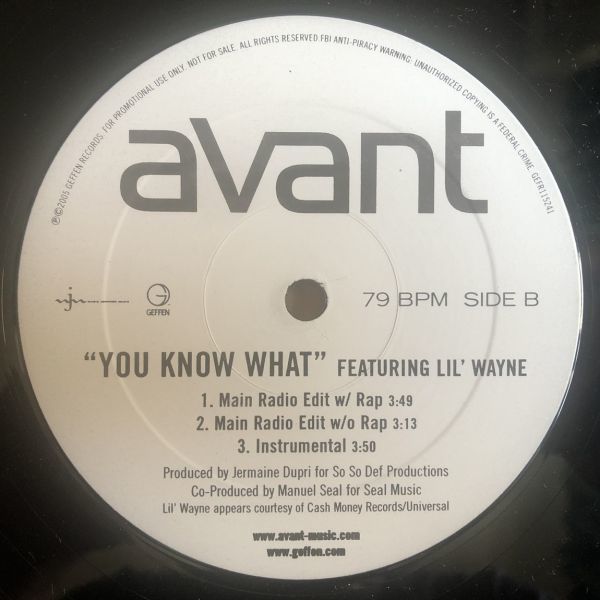 ℗©2005 GEFFEN RECORDS. FOR PROMOTIONAL USE ONLY. NOT FOR SALE. ALL RIGHTS RESERVED.FBI ANTI-PIRACY WARNING: UNAUTHORIZED COPYING IS A FEDERAL CRIME. GEFR115241
avant
GEFFEN
79 BPM SIDE B
“YOU KNOW WHAT” FEATURING LIL’ WAYNE
1. Main Radio Edit w/ Rap 3:49
2. Main Radio Edit w/o Rap 3:13
3. Instrumental 3:50
Produced by Jermaine Dupri for So So Def Productions
Co-Produced by Manuel Seal for Seal Music
Lil’ Wayne appears courtesy of Cash Money Records/Universal
www.avant-music.com
www.geffen.com